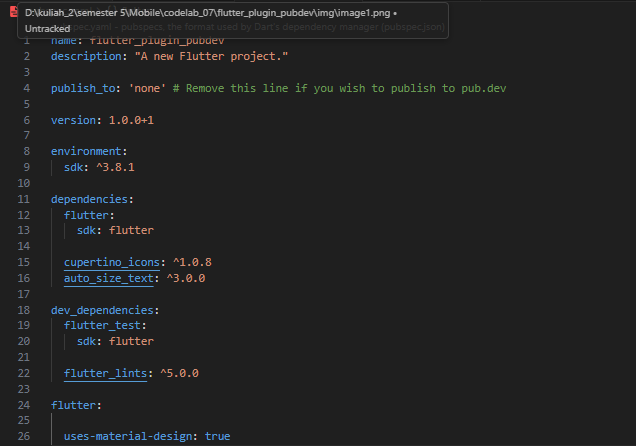 D:\kuliah_2\semester 5\Mobile\codelab_07\flutter_plugin_pubdev\img\image1.png •
Untracked
pec.yaml - pubspecs, the format used by Dart's dependency manager (pubspec.json)
1 name: flutter_plugin_pubdev
2 description: "A new Flutter project."
3
4 publish_to: 'none' # Remove this line if you wish to publish to pub.dev
5
6 version: 1.0.0+1
7
8 environment:
9 sdk: ^3.8.1
10
11 dependencies:
12 flutter:
13 sdk: flutter
14
15 cupertino_icons: ^1.0.8
16 auto_size_text: ^3.0.0
17
18 dev_dependencies:
19 flutter_test:
20 sdk: flutter
21
22 flutter_lints: ^5.0.0
23
24 flutter:
25
26 uses-material-design: true